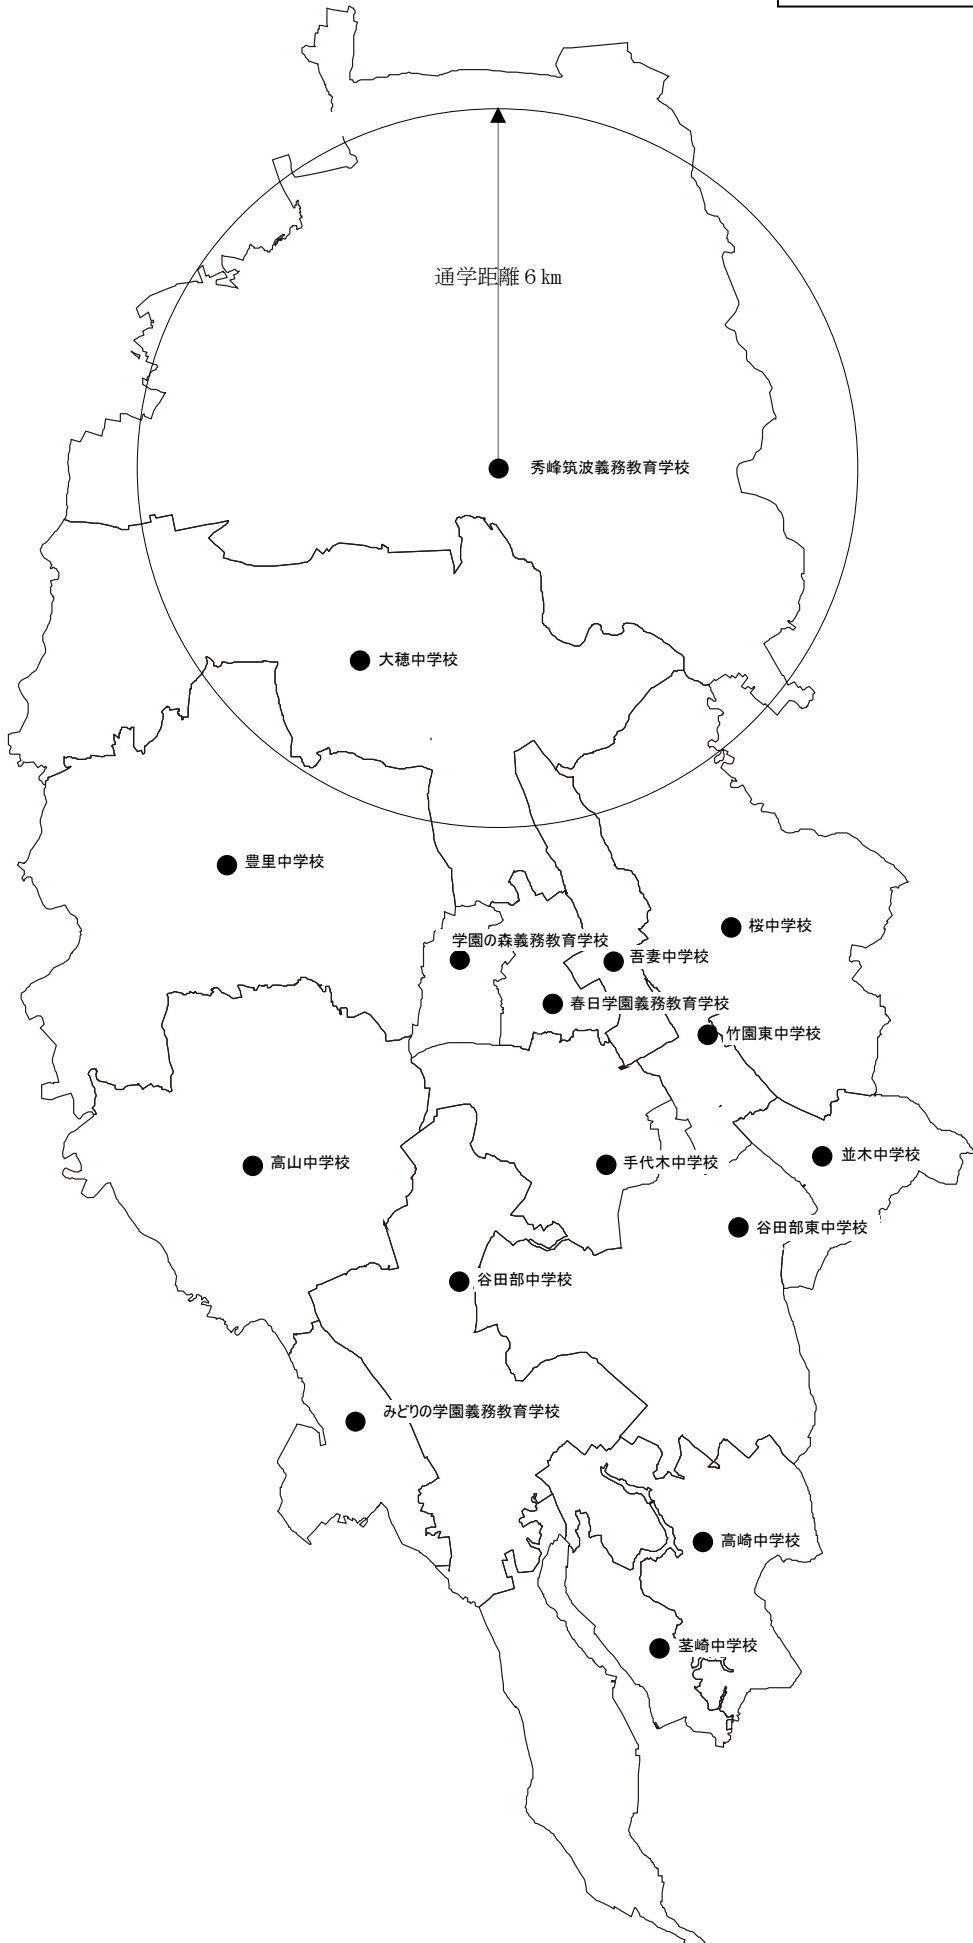 通学距離６㎞
秀峰筑波義務教育学校
大穂中学校
豊里中学校
学園の森義務教育学校
桜中学校
吾妻中学校
春日学園義務教育学校
竹園東中学校
並木中学校
高山中学校
手代木中学校
谷田部東中学校
谷田部中学校
みどりの学園義務教育学校
高崎中学校
茎崎中学校